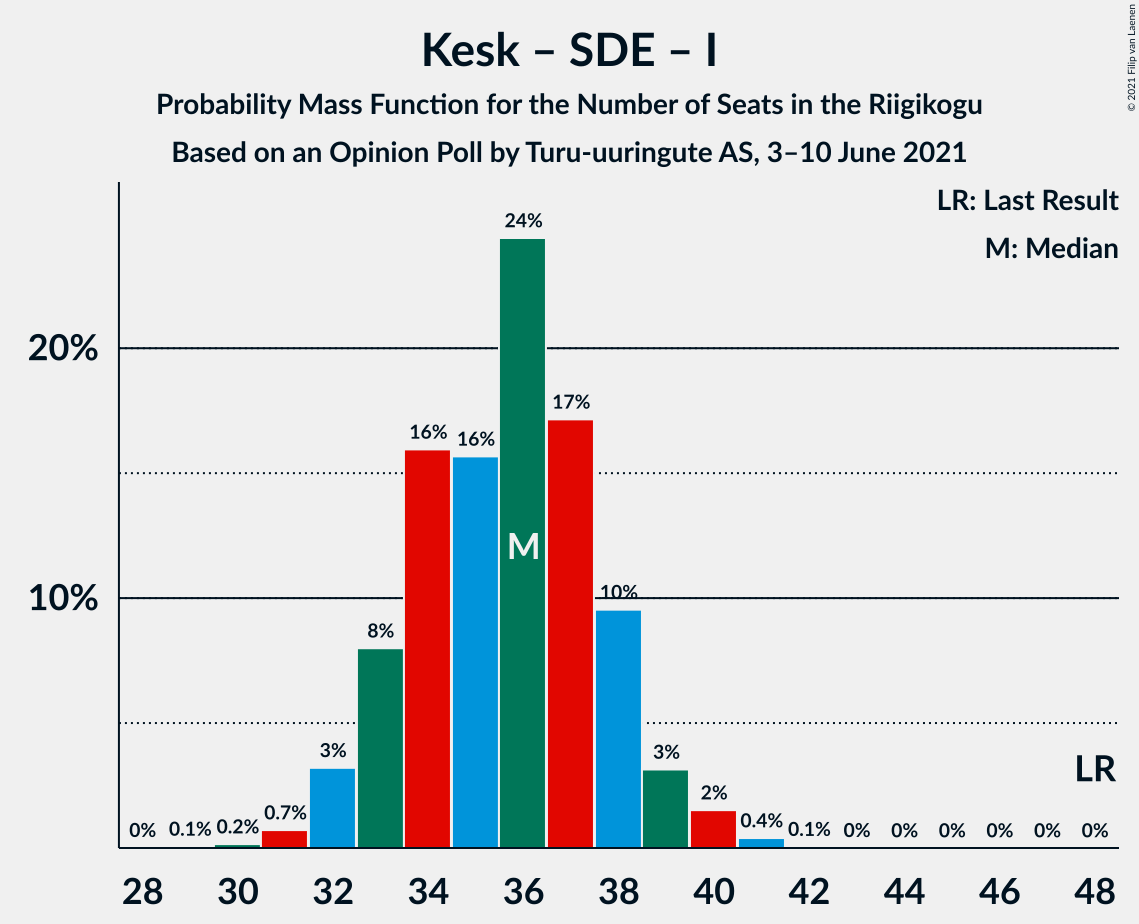 Kesk – SDE – I
Probability Mass Function for the Number of Seats in the Riigikogu
Based on an Opinion Poll by Turu-uuringute AS, 3–10 June 2021
© 2021 Filip van Laenen
LR: Last Result
M: Median
20%
10%
0% 0.1% 0.2% 0.7% 3% 8% 16% 16% 24% 17% 10% 3% 2% 0.4% 0.1% 0% 0% 0% 0% 0% 0%
M
LR
28 30 32 34 36 38 40 42 44 46 48